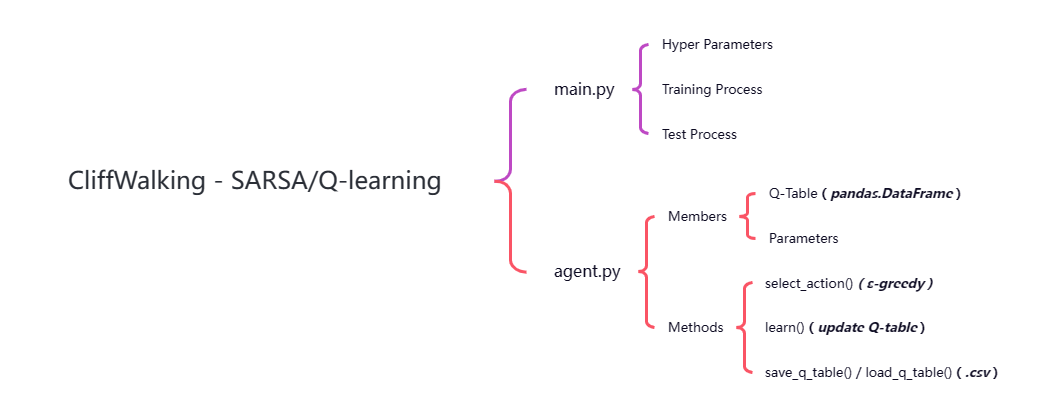 CliffWalking - SARSA/Q-learning
main.py
Hyper Parameters
Training Process
Test Process
agent.py
Members
Q-Table ( pandas.DataFrame )
Parameters
Methods
select_action() ( ε-greedy )
learn() ( update Q-table )
save_q_table() / load_q_table() ( .csv )